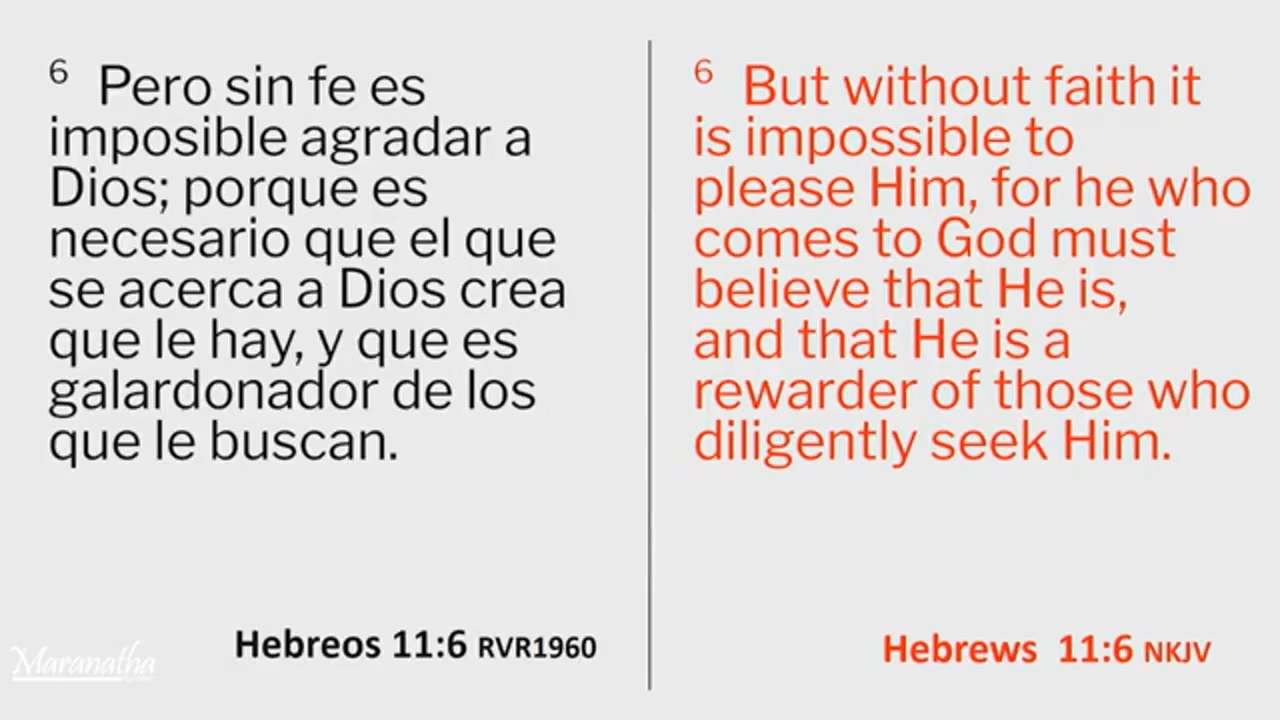 6 Pero sin fe es
imposible agradar a
Dios; porque es
necesario que el que
se acerca a Dios crea
que le hay, y que es
galardonador de los
que le buscan.
Hebreos 11:6 RVR1960
6 But without faith it
is impossible to
please Him, for he who
comes to God must
believe that He is,
and that He is a
rewarder of those who
diligently seek Him.
Hebrews 11:6 NKJV
Maranatha